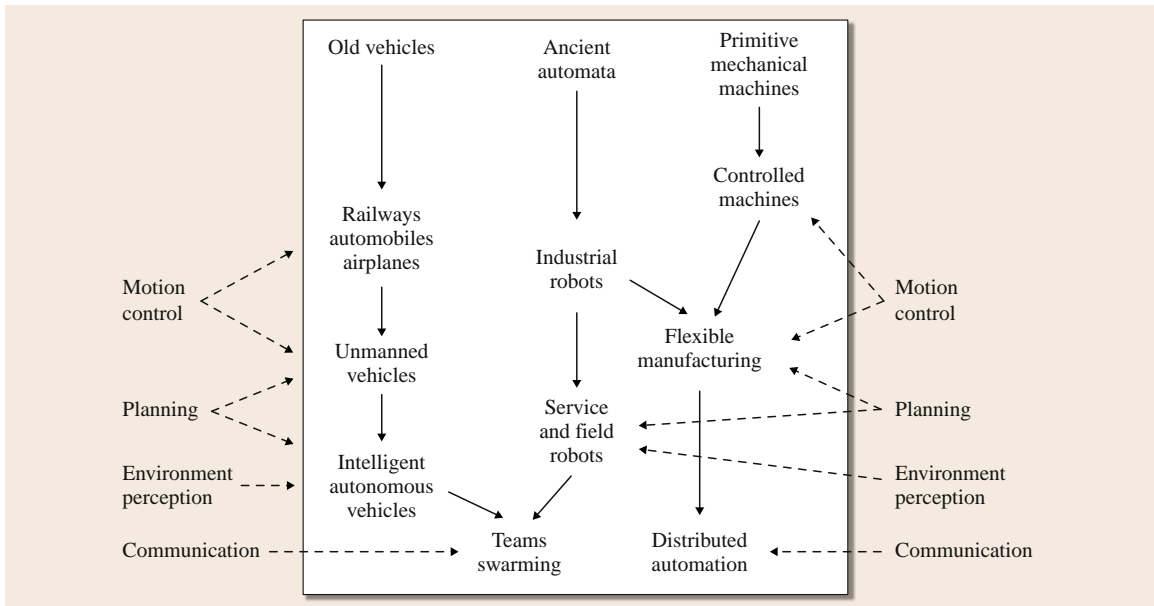 Old vehicles
Ancient
automata
Primitive
mechanical
machines
Controlled
machines
Railways
automobiles
airplanes
Industrial
robots
Motion
control
Motion
control
Flexible
manufacturing
Unmanned
vehicles
Planning
Service
and field
robots
Planning
Environment
perception
Intelligent
autonomous
vehicles
Environment
perception
Communication
Teams
swarming
Distributed
automation
Communication